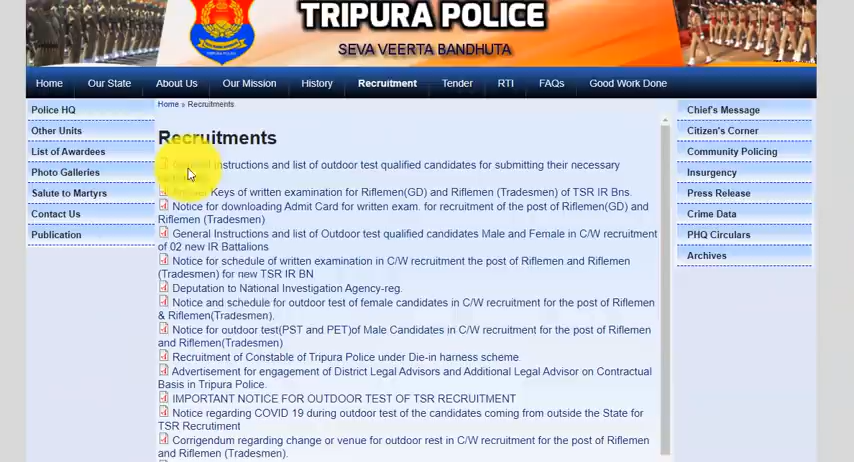 TRIPURA POLICE
SEVA VEERTA BANDHUTA
TRIPURA POLICE
Home
Our State
About Us
Our Mission
History
Recruitment
Tender
RTI
FAQs
Good Work Done
Police HQ
Other Units
List of Awardees
Photo Galleries
Salute to Martyrs
Contact Us
Publication
Home » Recruitments
Recruitments
Instructions and list of outdoor test qualified candidates for submitting their necessary
Keys of written examination for Riflemen(GD) and Riflemen (Tradesmen) of TSR IR Bns.
Notice for downloading Admit Card for written exam. for recruitment of the post of Riflemen(GD) and
Riflemen (Tradesmen)
General Instructions and list of Outdoor test qualified candidates Male and Female in C/W recruitment
of 02 new IR Battalions
Notice for schedule of written examination in C/W recruitment the post of Riflemen and Riflemen
(Tradesmen) for new TSR IR BN
Deputation to National Investigation Agency-reg.
Notice and schedule for outdoor test of female candidates in C/W recruitment for the post of Riflemen
& Riflemen(Tradesmen).
Notice for outdoor test(PST and PET)of Male Candidates in C/W recruitment for the post of Riflemen
and Riflemen(Tradesmen)
Recruitment of Constable of Tripura Police under Die-in harness scheme.
Advertisement for engagement of District Legal Advisors and Additional Legal Advisor on Contractual
Basis in Tripura Police.
IMPORTANT NOTICE FOR OUTDOOR TEST OF TSR RECRUITMENT
Notice regarding COVID 19 during outdoor test of the candidates coming from outside the State for
TSR Recrutiment
Corrigendum regarding change or venue for outdoor rest in C/W recruitment for the post of Riflemen
and Riflemen (Tradesmen).
Chief's Message
Citizen's Corner
Community Policing
Insurgency
Press Release
Crime Data
PHQ Circulars
Archives